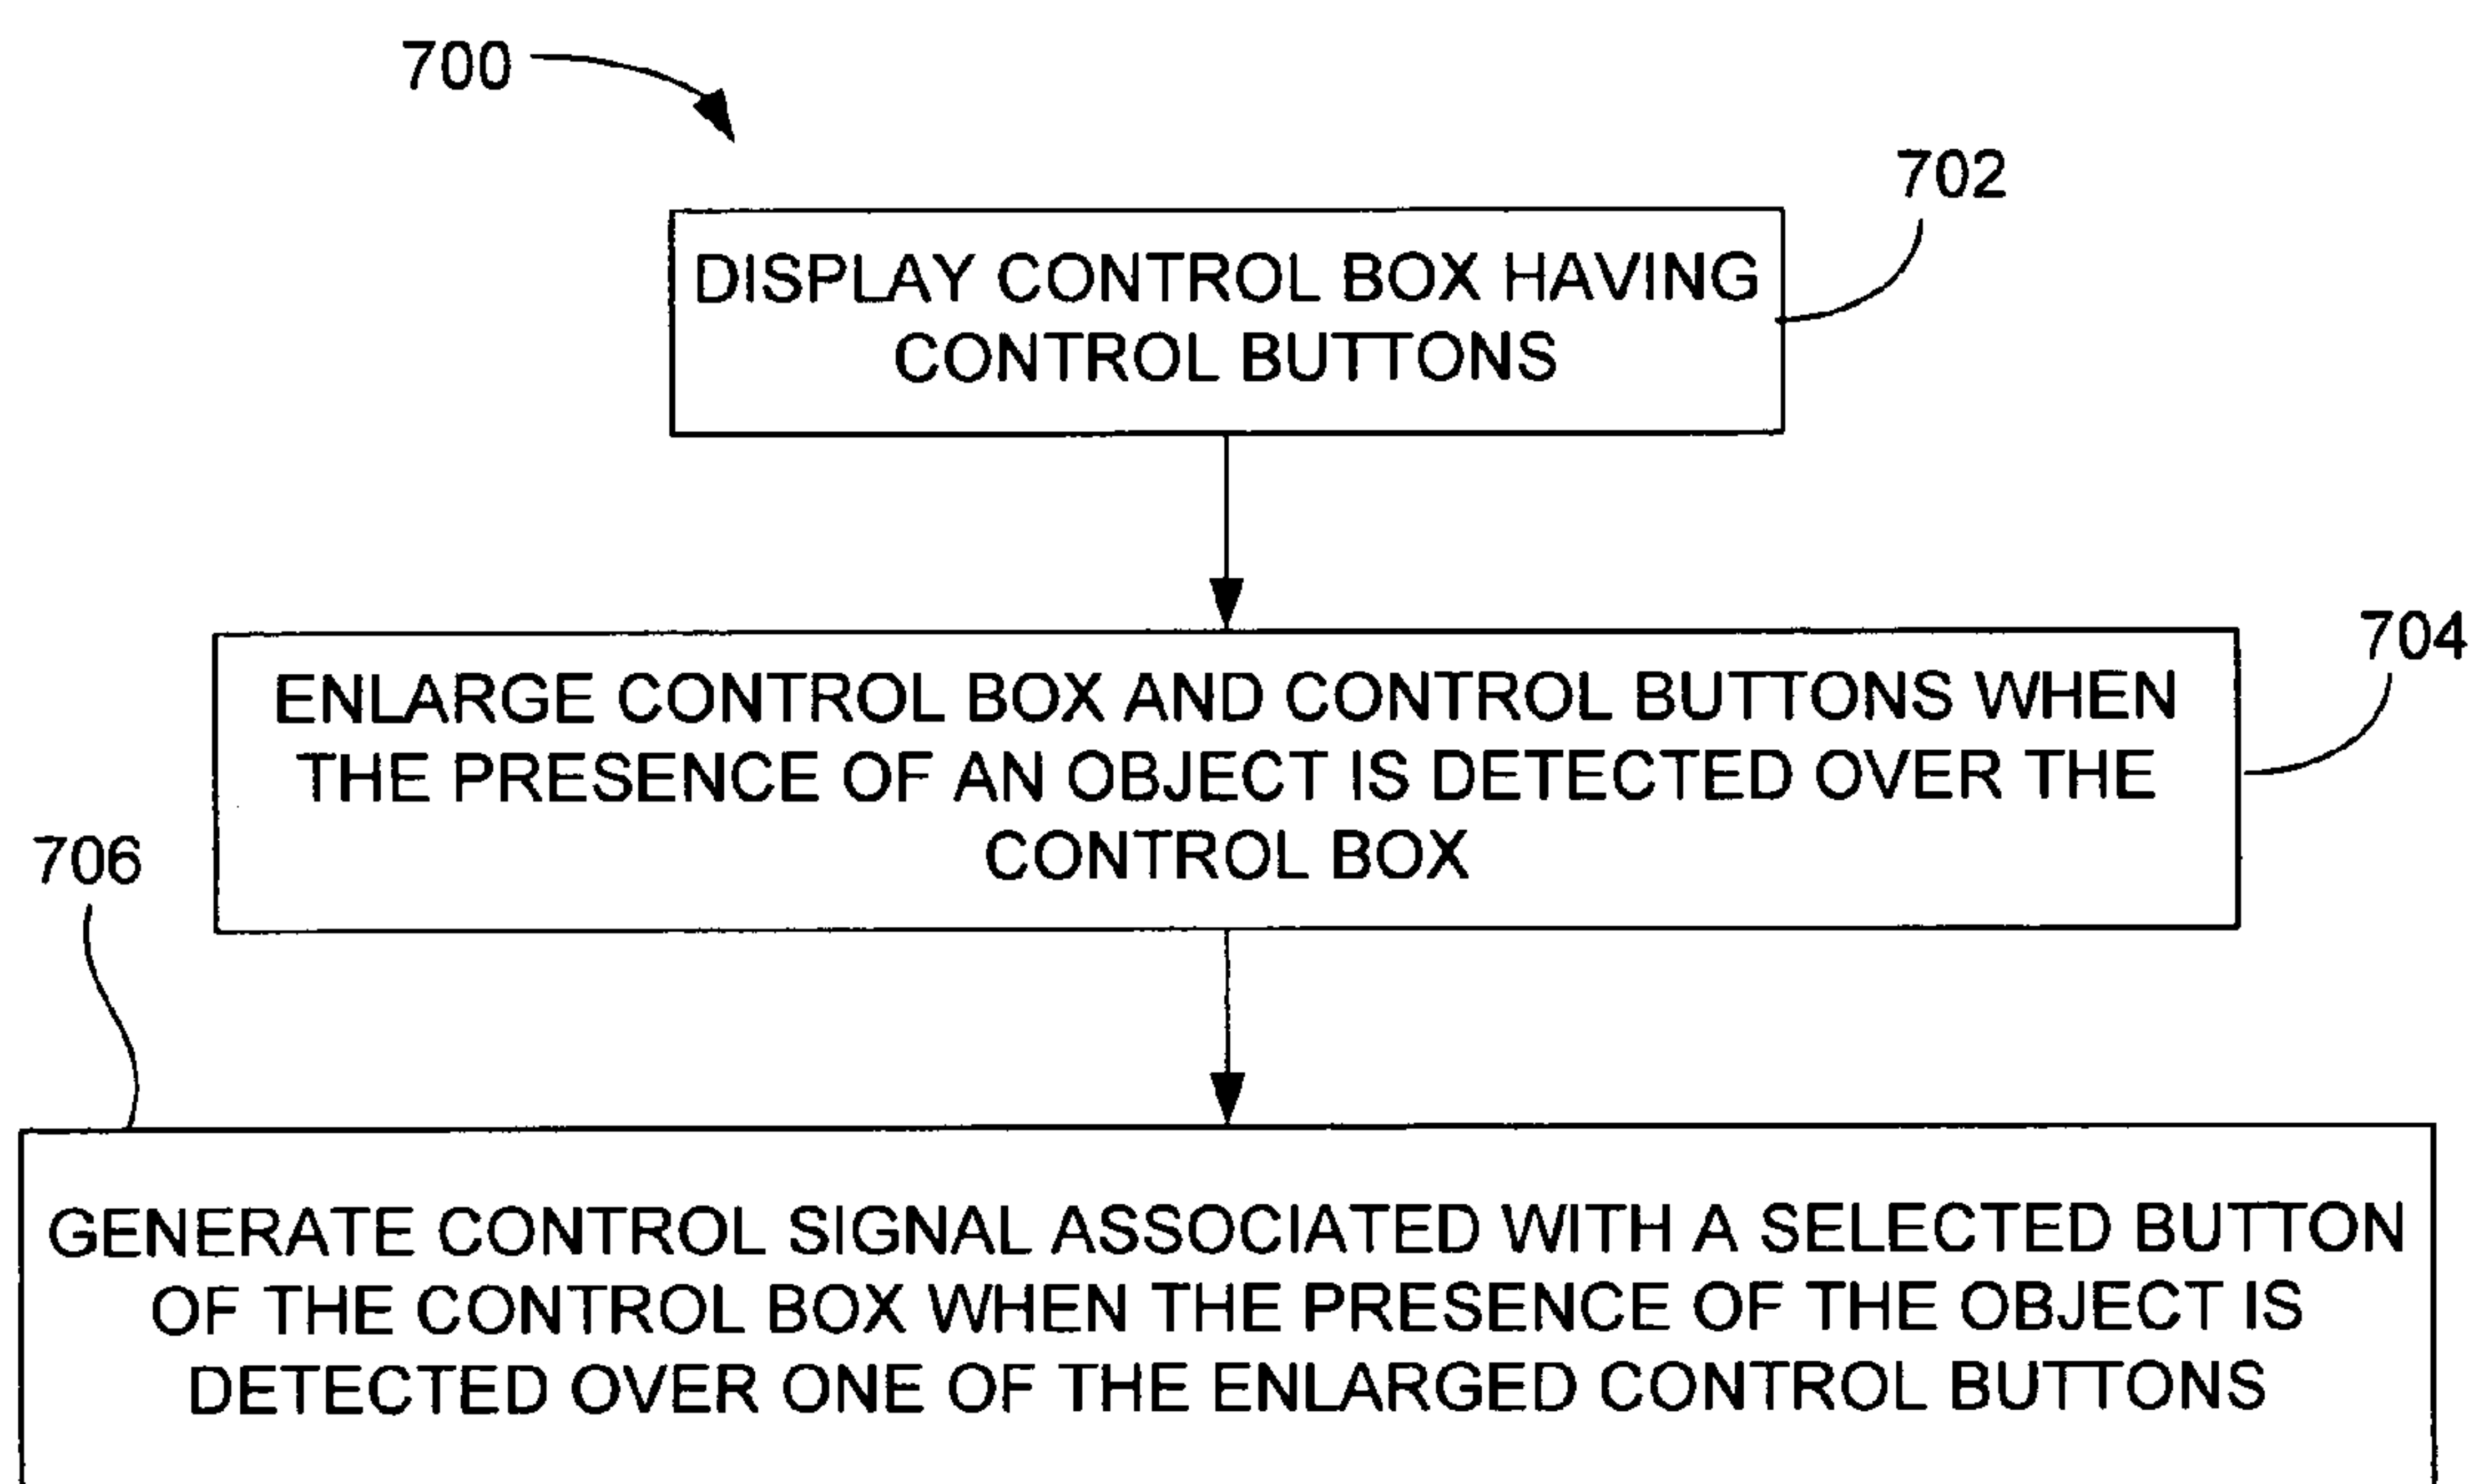 700
702
DISPLAY CONTROL BOX HAVING
CONTROL BUTTONS
704
ENLARGE CONTROL BOX AND CONTROL BUTTONS WHEN
THE PRESENCE OF AN OBJECT IS DETECTED OVER THE
CONTROL BOX
706
GENERATE CONTROL SIGNAL ASSOCIATED WITH A SELECTED BUTTON
OF THE CONTROL BOX WHEN THE PRESENCE OF THE OBJECT IS
DETECTED OVER ONE OF THE ENLARGED CONTROL BUTTONS